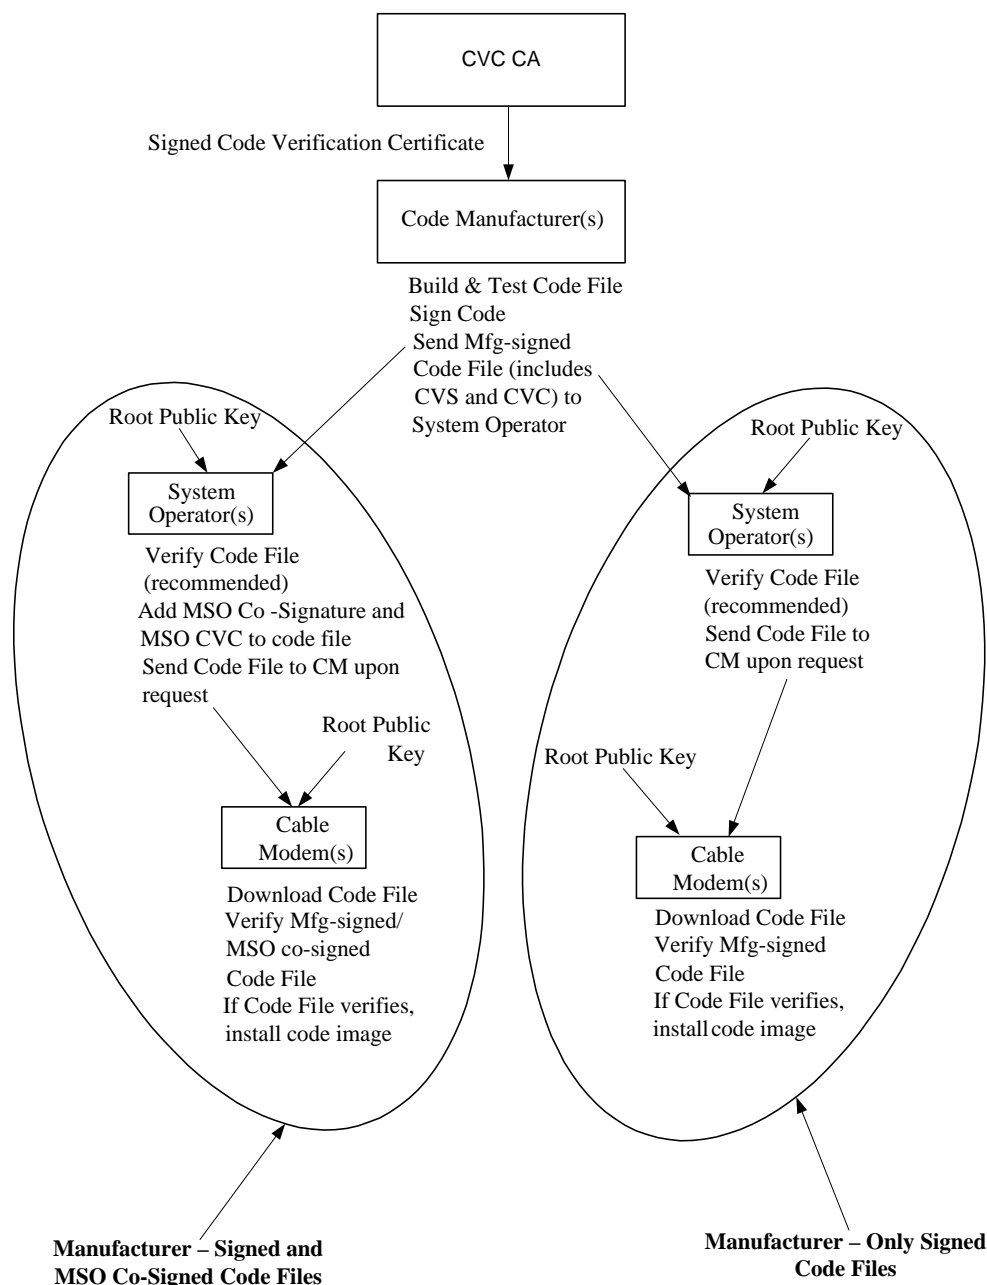 CVC CA
Signed Code Verification Certificate
Code Manufacturer(s)
Build & Test Code File
Sign Code
Send Mfg-signed
Code File (includes
CVS and CVC) to
System Operator
Root Public Key
System
Operator(s)
Verify Code File
(recommended)
Add MSO Co -Signature and
MSO CVC to code file
Send Code File to CM upon
request
Root Public
Key
Cable
Modem(s)
Download Code File
Verify Mfg-signed/
MSO co-signed
Code File
If Code File verifies,
install code image
Manufacturer – Signed and
MSO Co-Signed Code Files
Root Public Key
System
Operator(s)
Verify Code File
(recommended)
Send Code File to
CM upon request
Root Public Key
Cable
Modem(s)
Download Code File
Verify Mfg-signed
Code File
If Code File verifies,
install code image
Manufacturer – Only Signed
Code Files